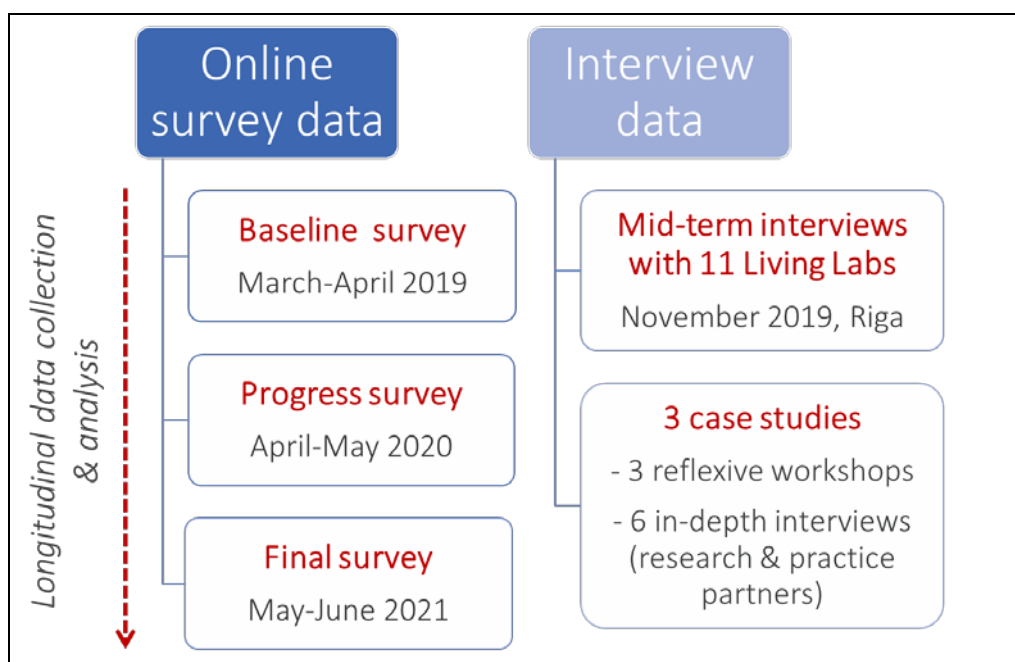 Online
survey data
Baseline survey
March-April 2019
Progress survey
April-May 2020
Final survey
May-June 2021
Interview
data
Mid-term interviews
with 11 Living Labs
November 2019, Riga
3 case studies
- 3 reflexive workshops
- 6 in-depth interviews
(research & practice
partners)
Longitudinal data collection
& analysis